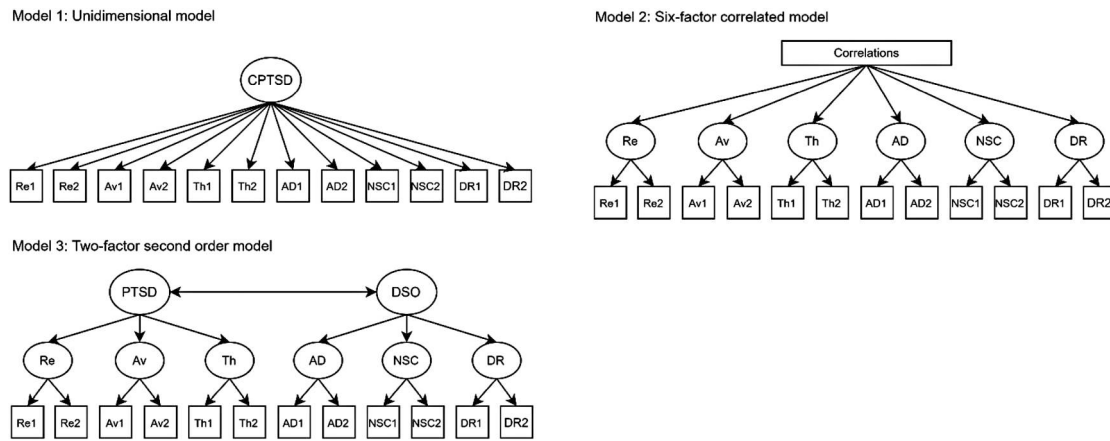 Model 1: Unidimensional model
CPTSD
Re1 Re2 Av1 Av2 Th1 Th2 AD1 AD2 NSC1 NSC2 DR1 DR2
Model 2: Six-factor correlated model
Correlations
Re Av Th AD NSC DR
Re1 Re2 Av1 Av2 Th1 Th2 AD1 AD2 NSC1 NSC2 DR1 DR2
Model 3: Two-factor second order model
PTSD DSO
Re Av Th AD NSC DR
Re1 Re2 Av1 Av2 Th1 Th2 AD1 AD2 NSC1 NSC2 DR1 DR2